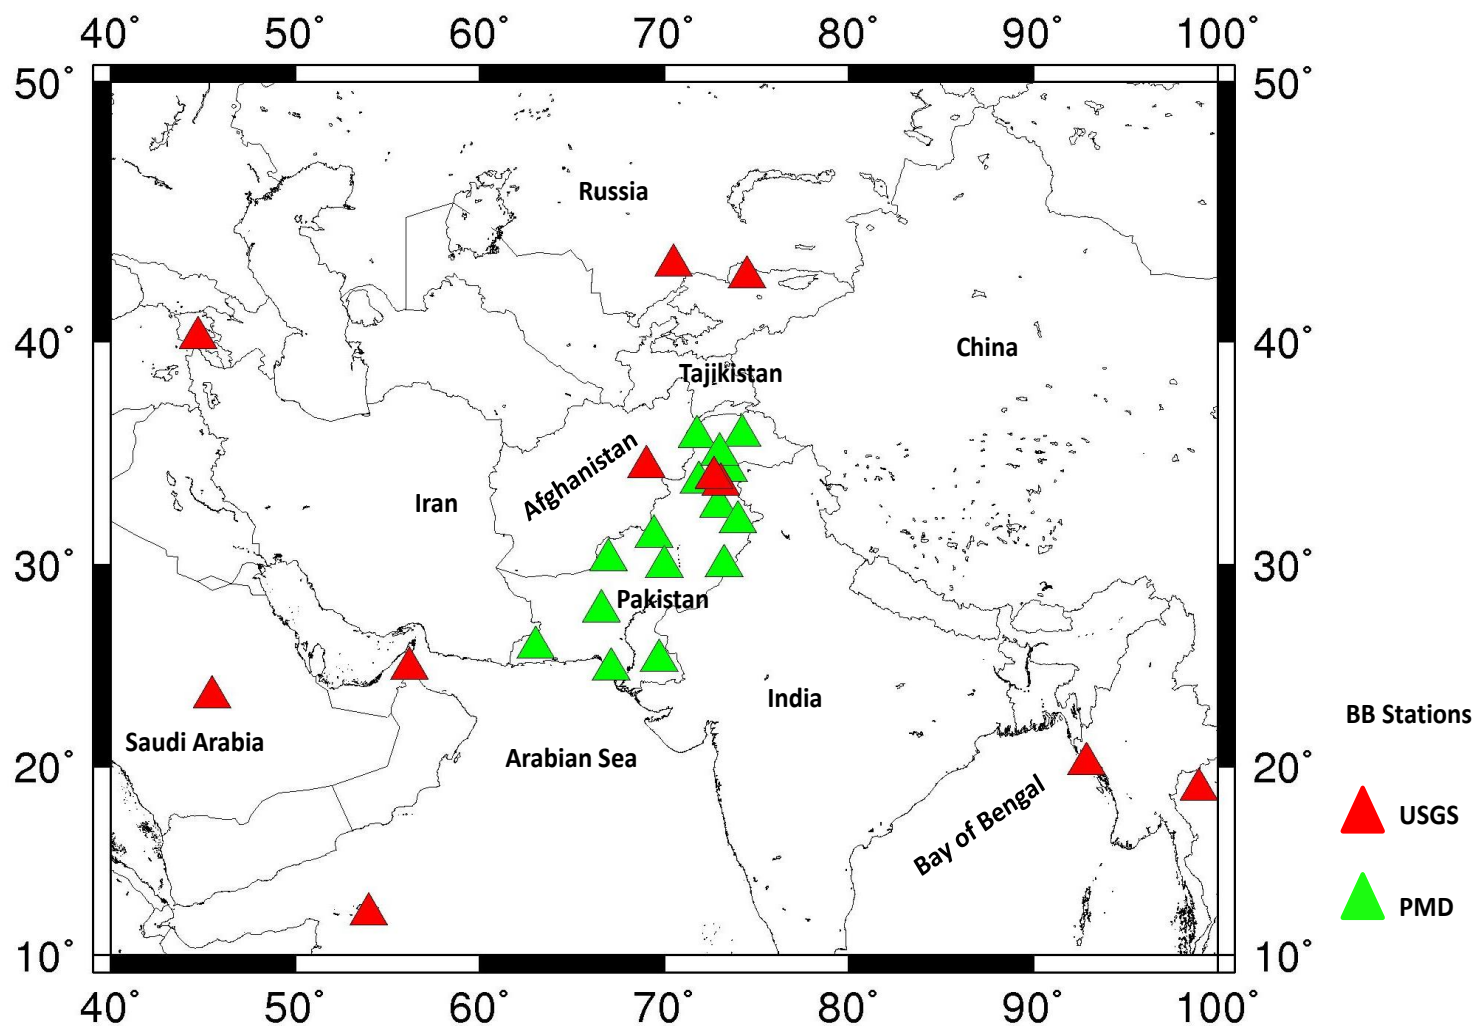 40˚ 50˚ 60˚ 70˚ 80˚ 90˚ 100˚
50˚ 50˚
Russia
40˚ China 40˚
Tajikistan
Afghanistan
Iran
30˚ 30˚
Pakistan
India
BB Stations
Saudi Arabia
Arabian Sea
20˚ 20˚
Bay of Bengal
USGS
PMD
10˚ 10˚
40˚ 50˚ 60˚ 70˚ 80˚ 90˚ 100˚